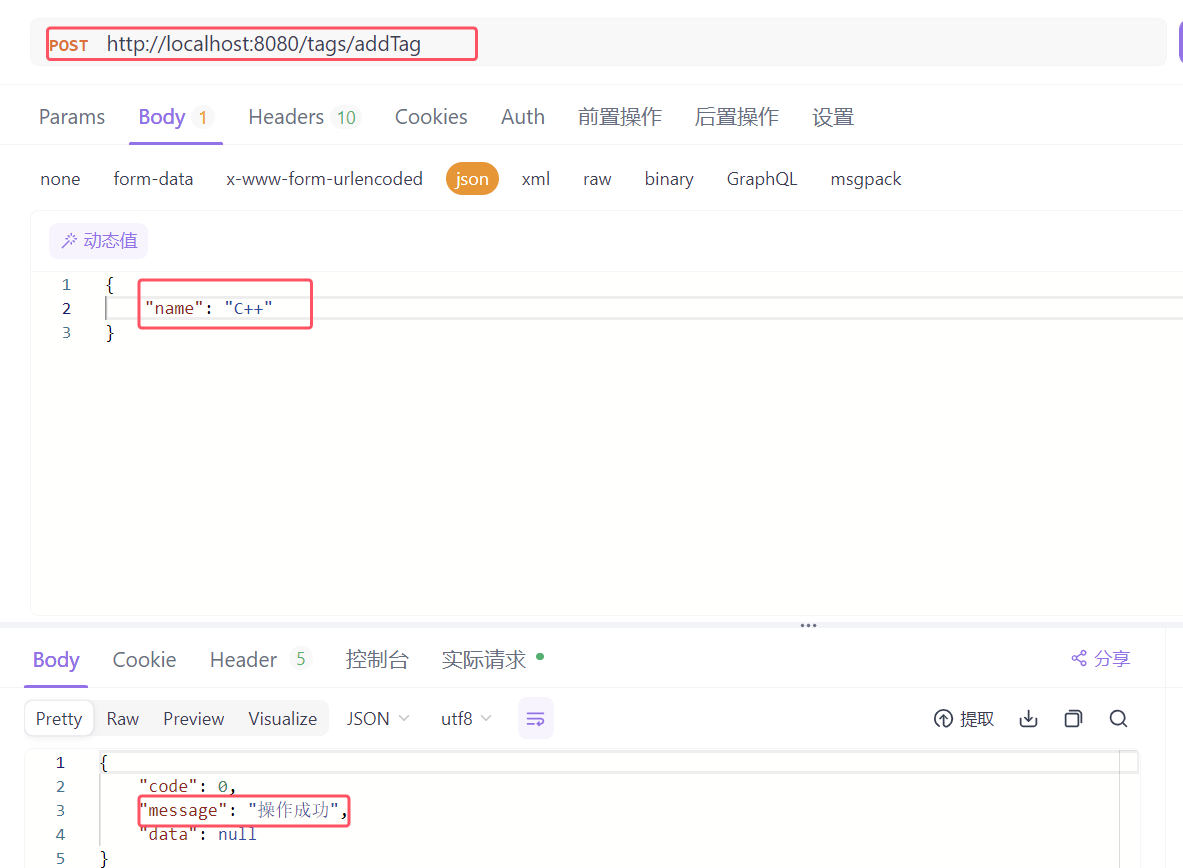 POST http://localhost:8080/tags/addTag
Params Body 1 Headers 10 Cookies Auth 前置操作 后置操作 设置
none form-data x-www-form-urlencoded json xml raw binary GraphQL msgpack
动态值
1 {
2 "name": "C++"
3 }
Body Cookie Header 5 控制台 实际请求 分享
Pretty Raw Preview Visualize JSON utf8 提取
1 {
2 "code": 0,
3 "message": "操作成功",
4 "data": null
5 }